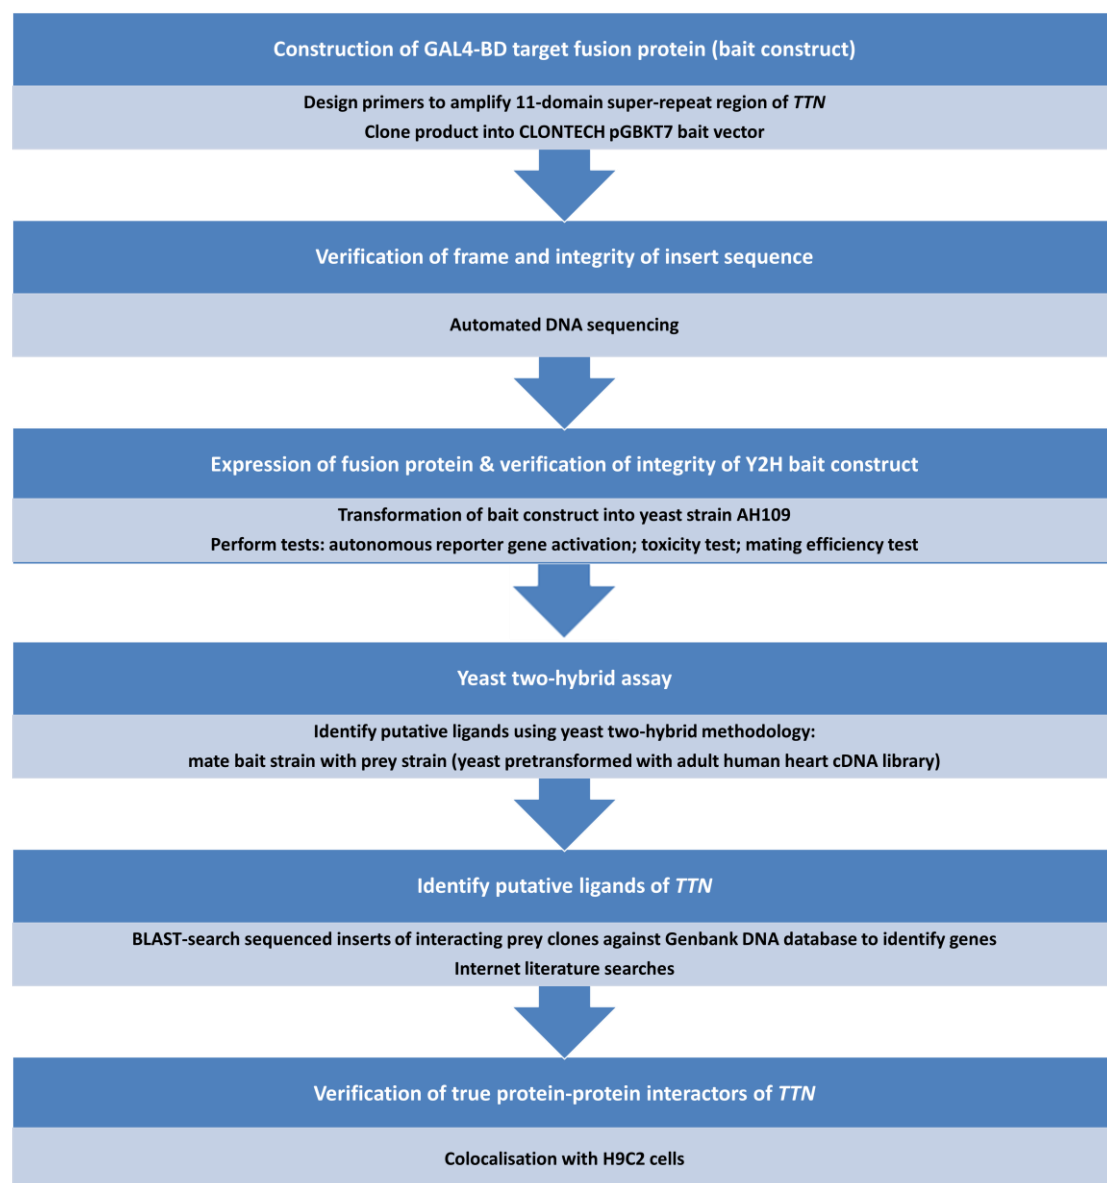 Construction of GAL4-BD target fusion protein (bait construct)
Design primers to amplify 11-domain super-repeat region of TTN
Clone product into CLONTECH pGBKT7 bait vector
Verification of frame and integrity of insert sequence
Automated DNA sequencing
Expression of fusion protein & verification of integrity of Y2H bait construct
Transformation of bait construct into yeast strain AH109
Perform tests: autonomous reporter gene activation; toxicity test; mating efficiency test
Yeast two-hybrid assay
Identify putative ligands using yeast two-hybrid methodology:
mate bait strain with prey strain (yeast pretransformed with adult human heart cDNA library)
Identify putative ligands of TTN
BLAST-search sequenced inserts of interacting prey clones against Genbank DNA database to identify genes
Internet literature searches
Verification of true protein-protein interactors of TTN
Colocalisation with H9C2 cells